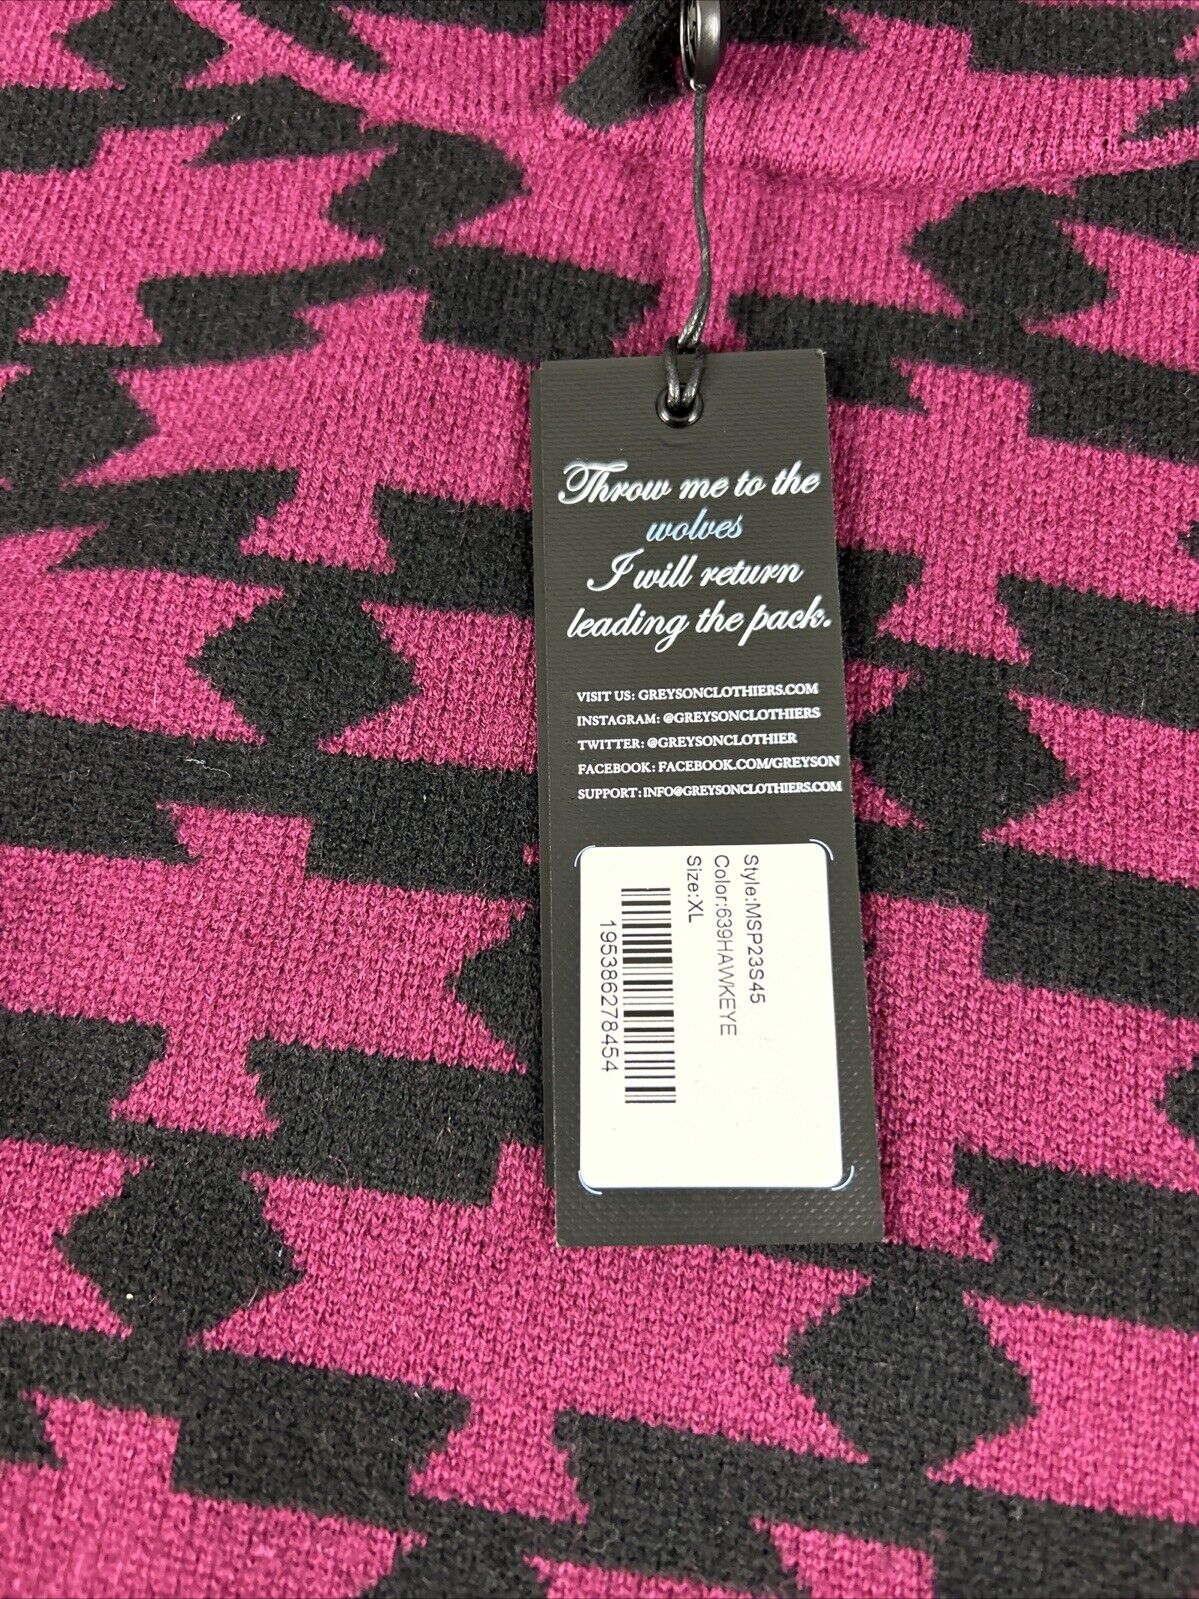 Throw me to the
wolves
I will return
leading the pack.
VISIT US: GREYSONCLOTHIERS.COM
INSTAGRAM: @GREYSONCLOTHIERS
TWITTER: @GREYSONCLOTHIER
FACEBOOK: FACEBOOK.COM/GREYSON
SUPPORT: INFO@GREYSONCLOTHIERS.COM
Style:MSP23S45
Color:639HAWKEYE
Size:XL
195386278454